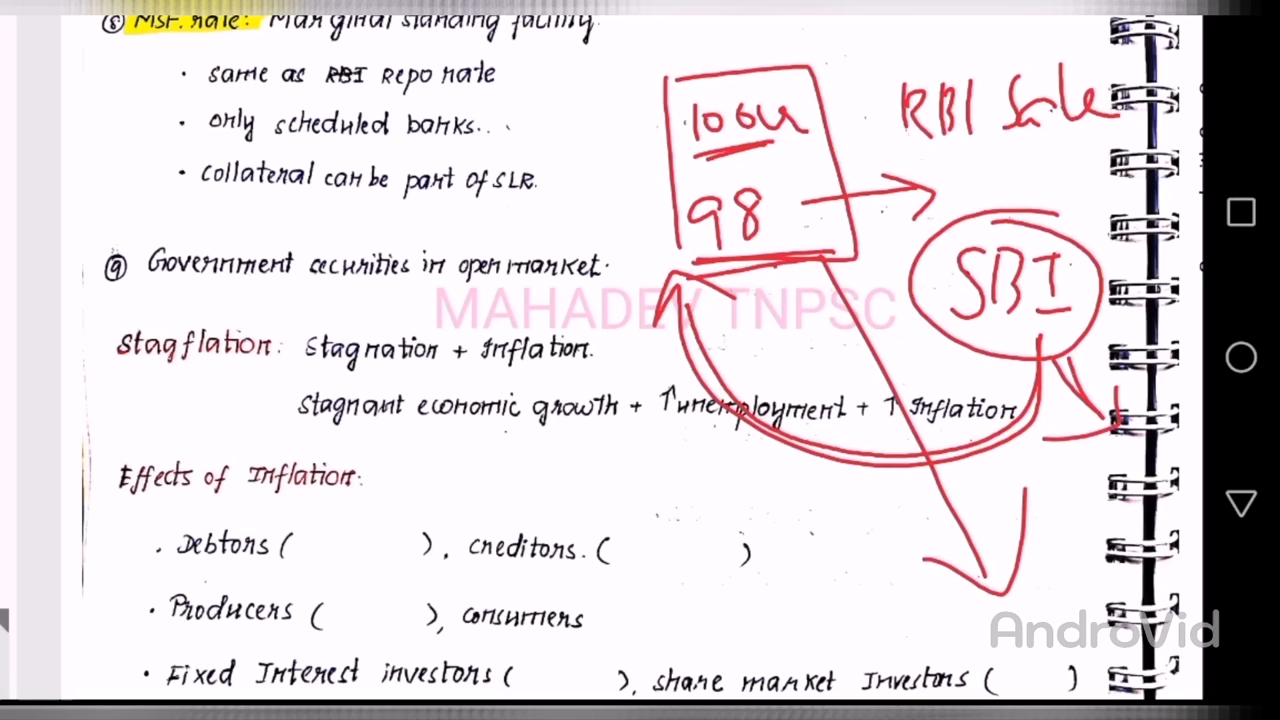 ⑧ MSF rate: Marginal standing facility.
· same as RBI Repo rate
· only scheduled banks..
· collateral can be part of SLR.
⑨ Government securities in open market.
Stagflation: Stagnation + Inflation.
Stagnant economic growth + ↑unemployment + ↑ Inflation
Effects of Inflation:
· Debtors ( ), creditors. ( )
· Producers ( ), consumers
· Fixed Interest investors ( ), share market Investors ( )
98
RBI Sale
SBI
MAHADEV TNPSC
AndroVid